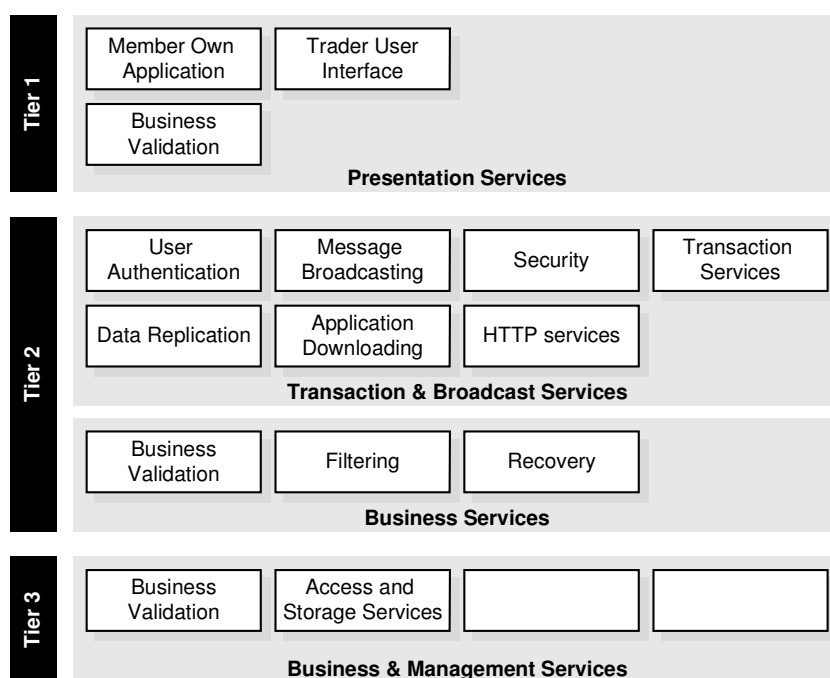 Tier 1
Member Own
Application
Trader User
Interface
Business
Validation
Presentation Services
Tier 2
User
Authentication
Message
Broadcasting
Security
Transaction
Services
Data Replication
Application
Downloading
HTTP services
Transaction & Broadcast Services
Business
Validation
Filtering
Recovery
Business Services
Tier 3
Business
Validation
Access and
Storage Services
Business & Management Services